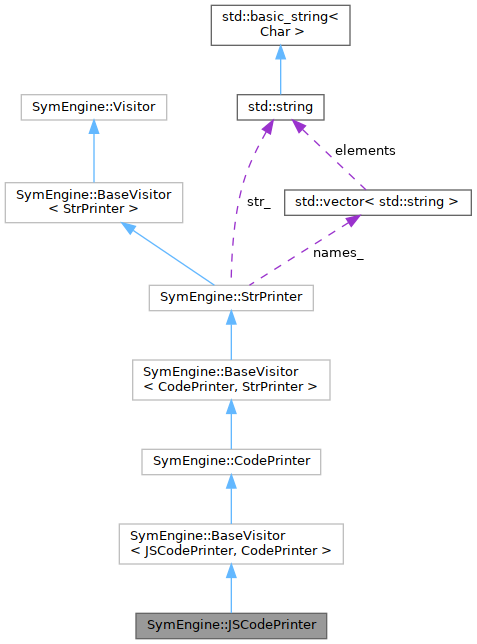 std::basic_string<
Char >
SymEngine::Visitor
std::string
elements
SymEngine::BaseVisitor
< StrPrinter >
str_
std::vector< std::string >
names_
SymEngine::StrPrinter
SymEngine::BaseVisitor
< CodePrinter, StrPrinter >
SymEngine::CodePrinter
SymEngine::BaseVisitor
< JSCodePrinter, CodePrinter >
SymEngine::JSCodePrinter